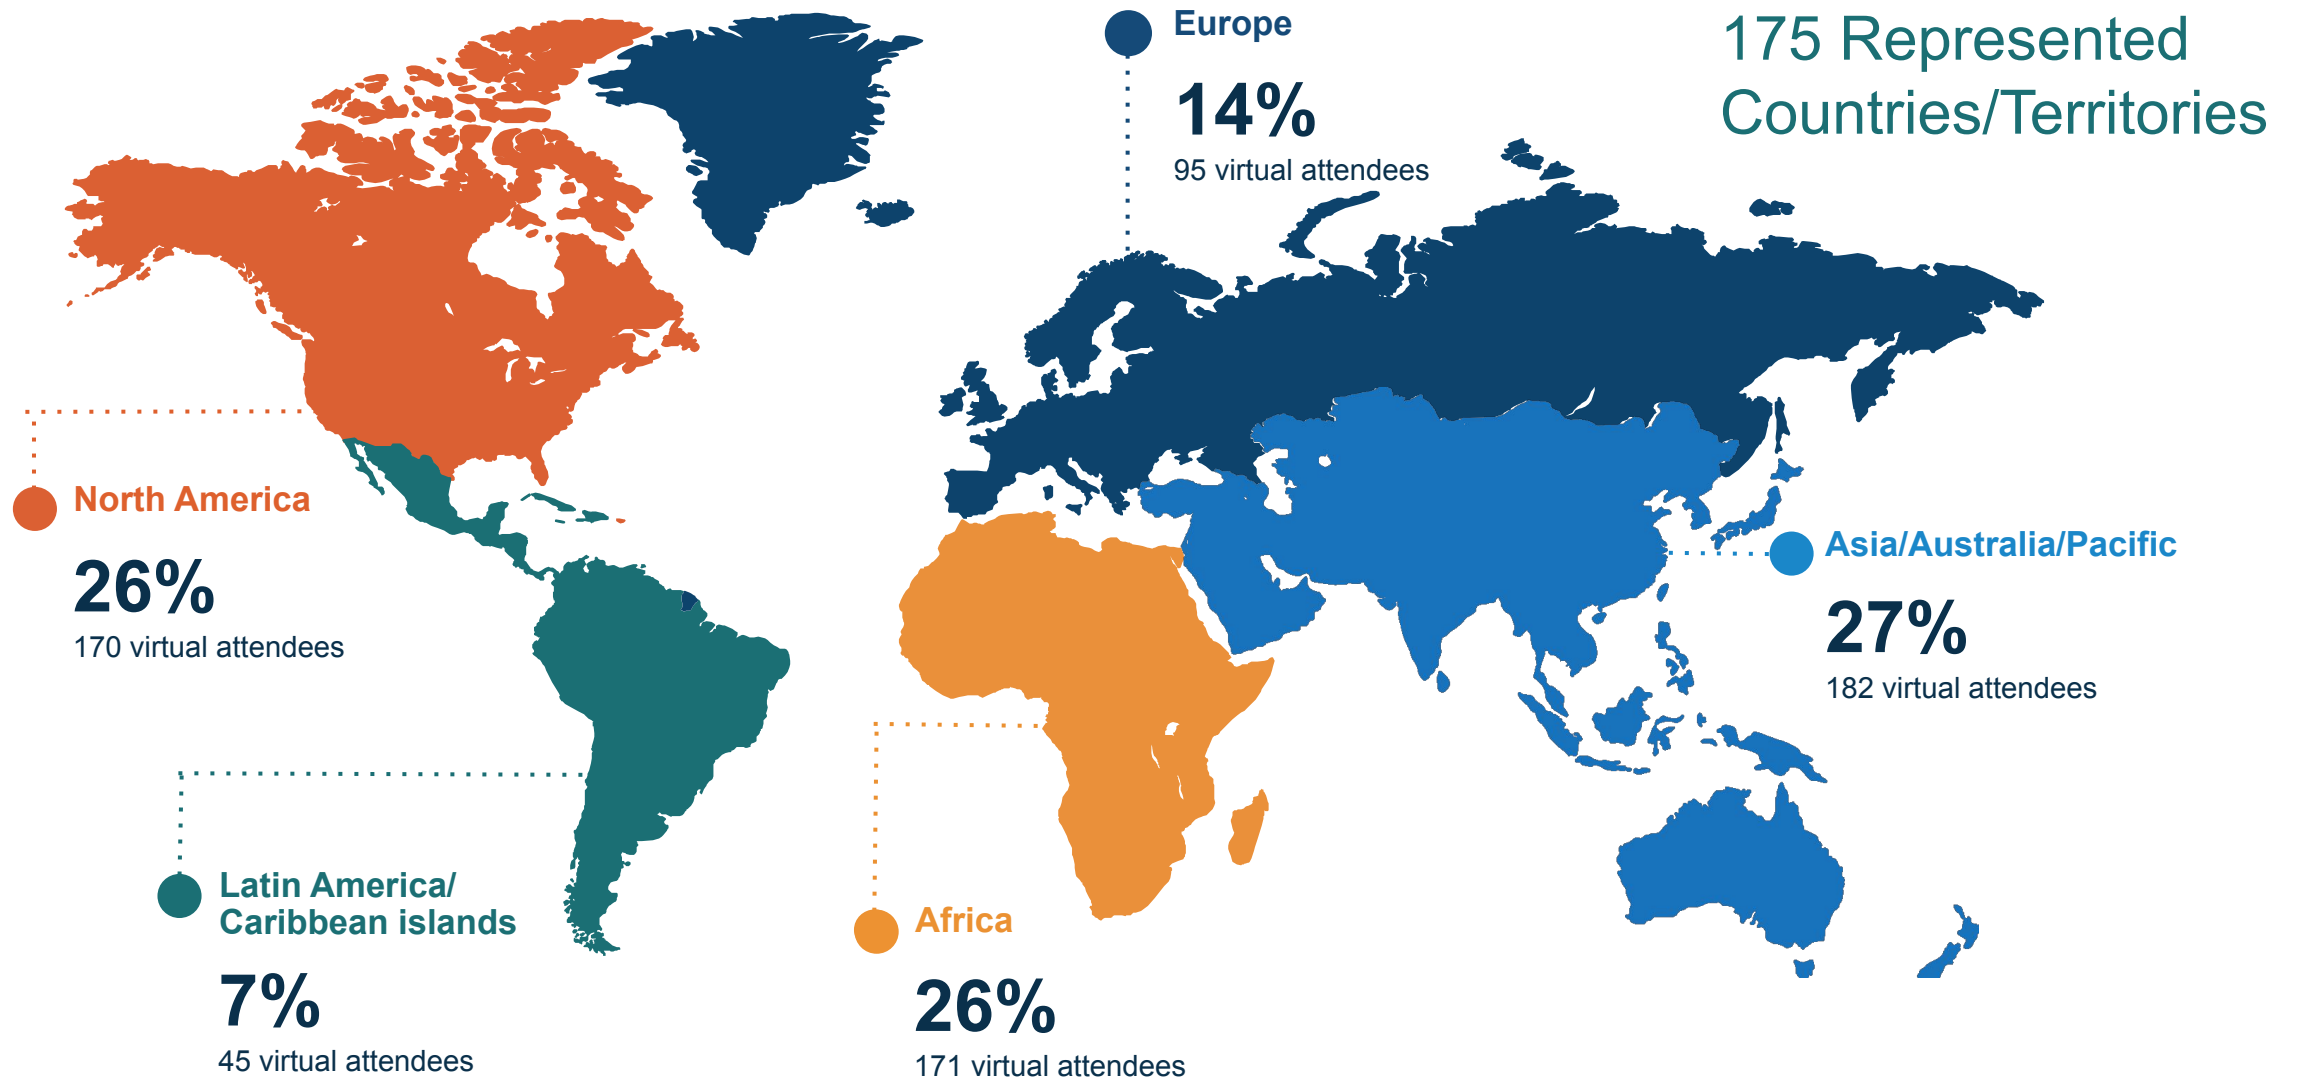 175 Represented
Countries/Territories
Europe
14%
95 virtual attendees
North America
26%
170 virtual attendees
Asia/Australia/Pacific
27%
182 virtual attendees
Latin America/
Caribbean islands
7%
45 virtual attendees
Africa
26%
171 virtual attendees